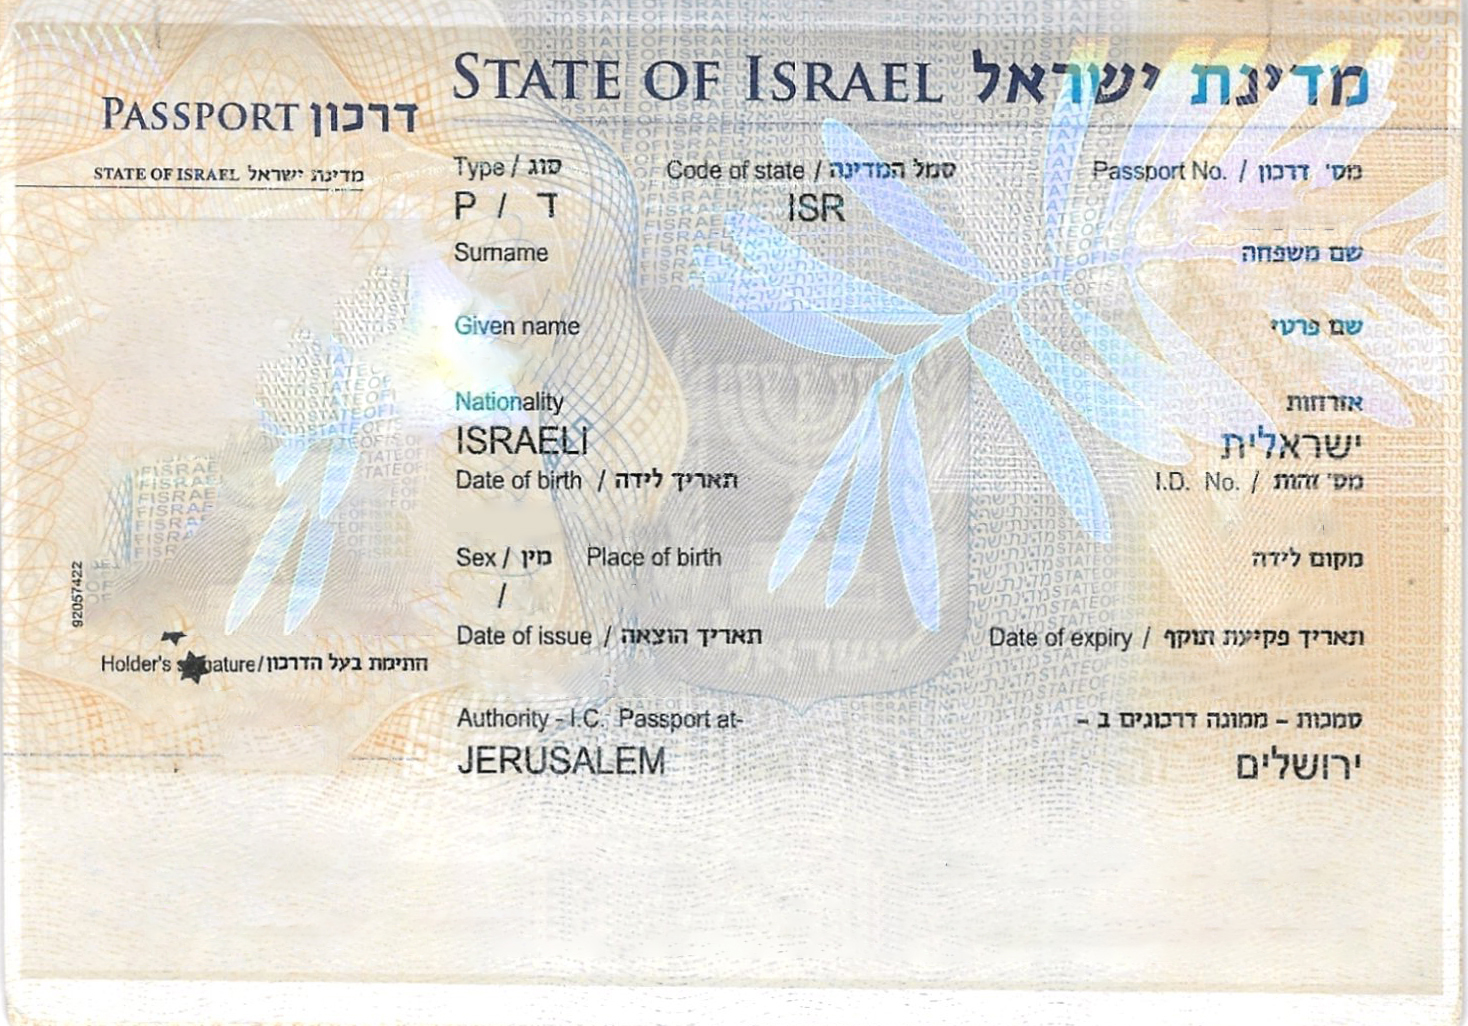 STATE OF ISRAEL מדינת ישראל
PASSPORT דרכון
STATE OF ISRAEL מדינת ישראל
Type / סוג
Code of state / סמל המדינה
Passport No. / מס' דרכון
P / ד
ISR
Surname
שם משפחה
Given name
שם פרטי
Nationality
אזרחות
ISRAELI
ישראלית
Date of birth / תאריך לידה
I.D. No. / מס' זהות
Sex / מין
Place of birth
מקום לידה
/
92057422
Date of issue / תאריך הוצאה
Date of expiry / תאריך פקיעת תוקף
Holder's /חתימת בעל הדרכון
Authority - I.C. Passport at-
סמכות - ממונה דרכונים ב -
JERUSALEM
ירושלים